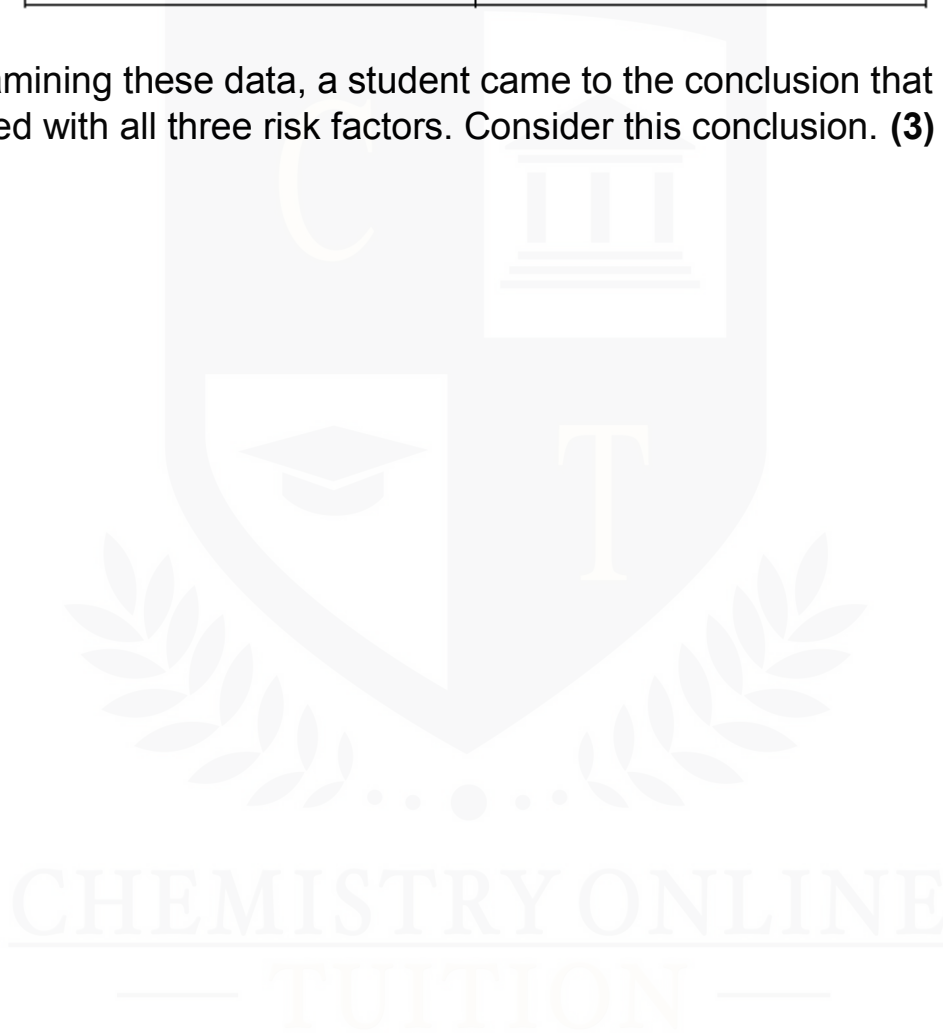 mining these data, a student came to the conclusion that
ed with all three risk factors. Consider this conclusion. (3)
C
T
CHEMISTRY ONLINE
TUITION